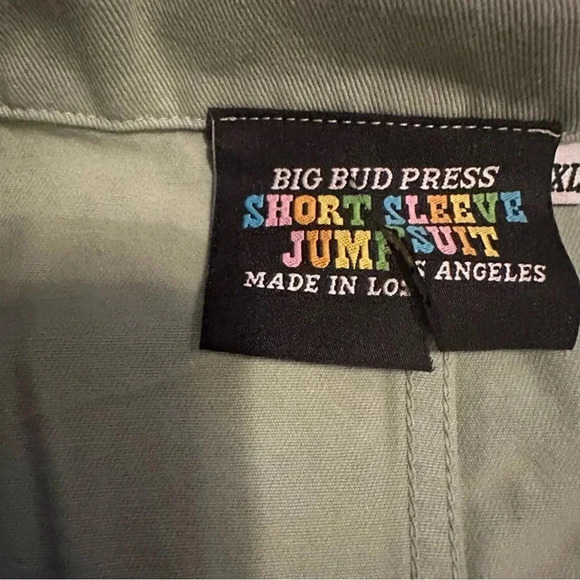 BIG BUD PRESS
SHORT SLEEVE
JUMPSUIT
MADE IN LOS ANGELES
XL